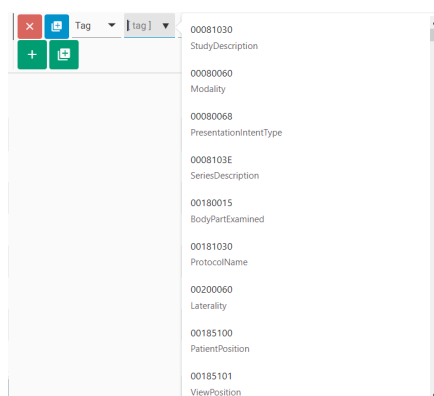 Tag
[tag]
00081030
StudyDescription
00080060
Modality
00080068
PresentationIntentType
0008103E
SeriesDescription
00180015
BodyPartExamined
00181030
ProtocolName
00200060
Laterality
00185100
PatientPosition
00185101
ViewPosition